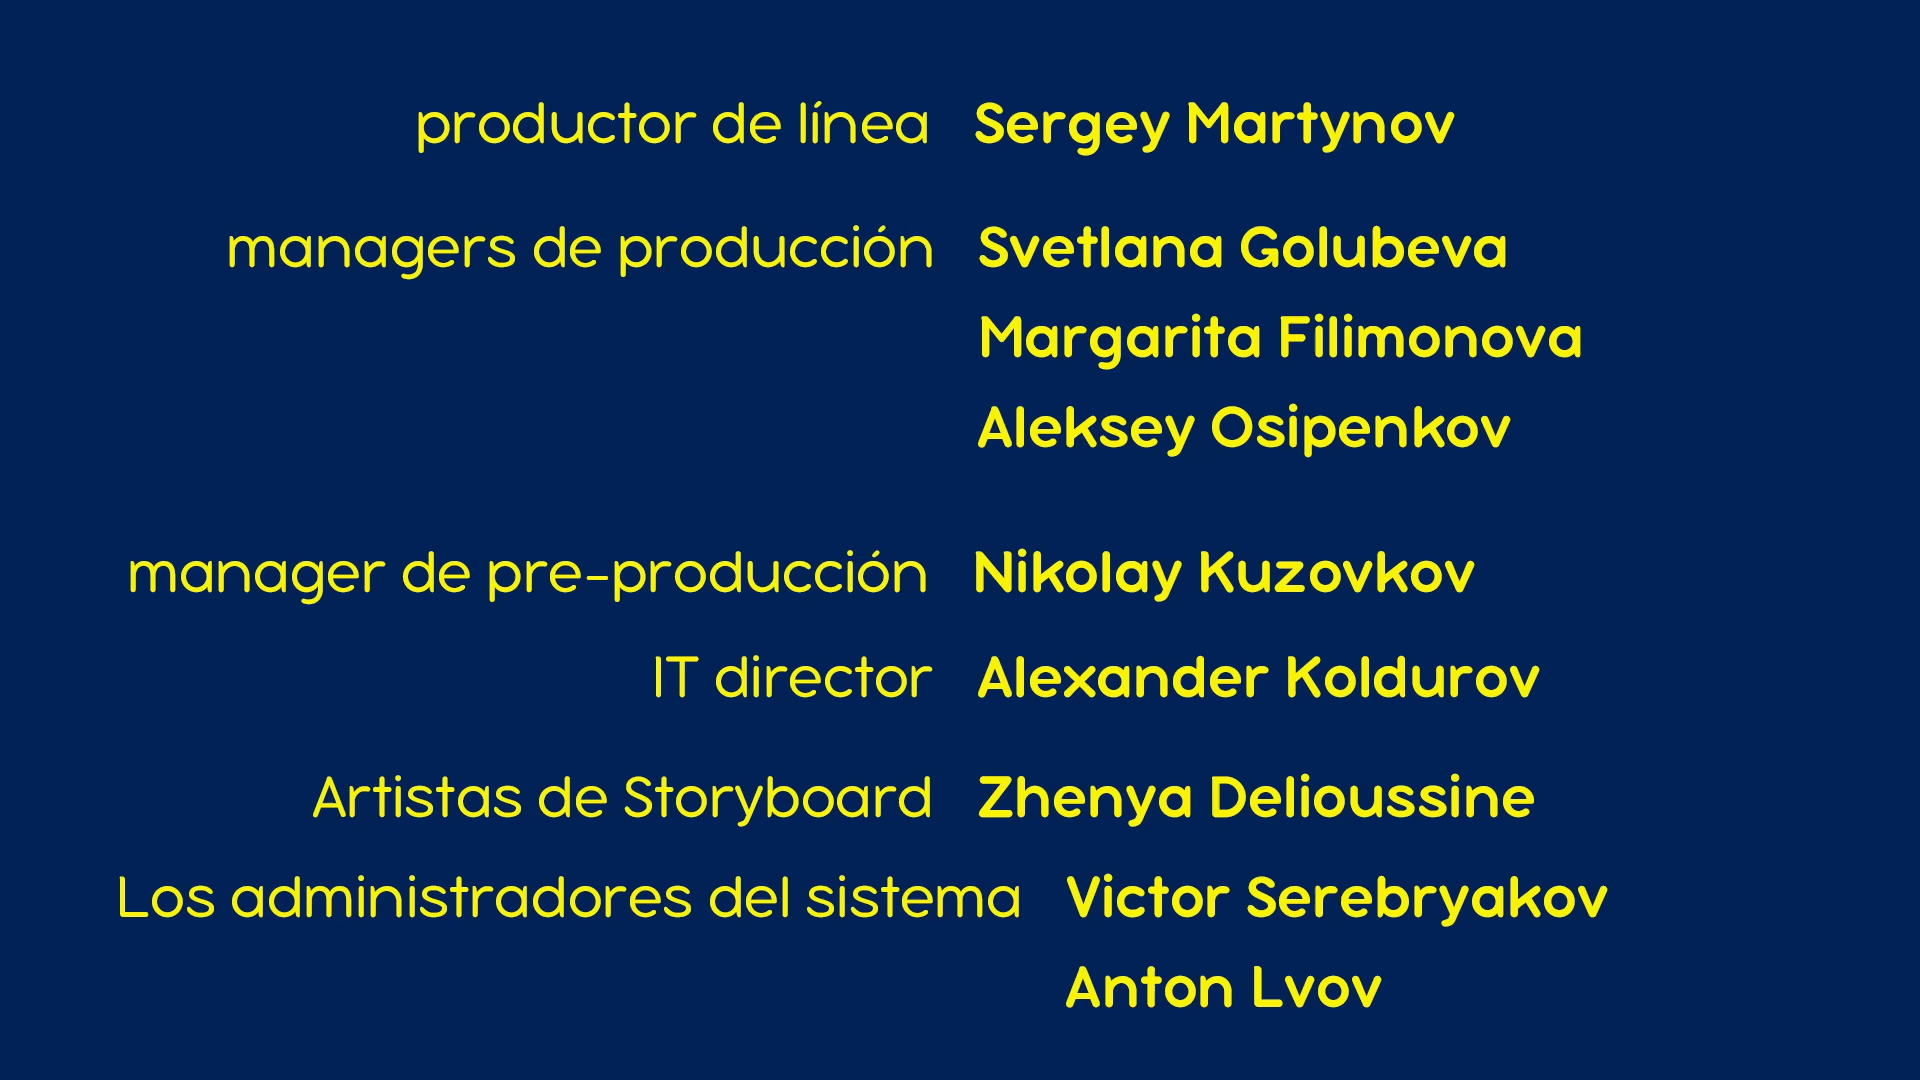 productor de línea Sergey Martynov
managers de producción Svetlana Golubeva
Margarita Filimonova
Aleksey Osipenkov
manager de pre-producción Nikolay Kuzovkov
IT director Alexander Koldurov
Artistas de Storyboard Zhenya Delioussine
Los administradores del sistema Victor Serebryakov
Anton Lvov